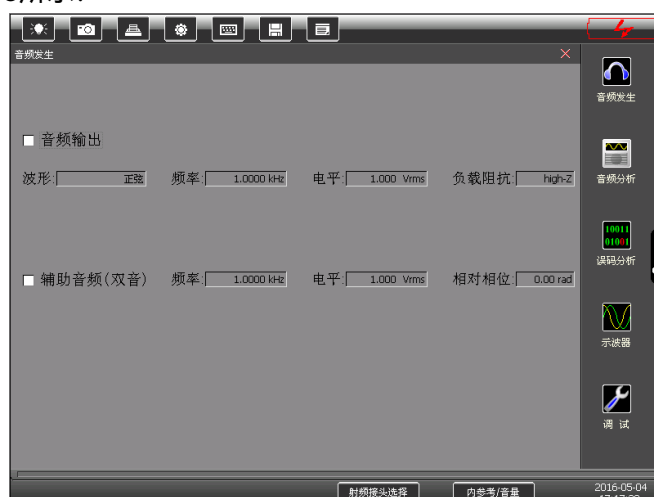 音频发生
音频输出
波形: 正弦 频率: 1.0000 kHz 电平: 1.000 Vrms 负载阻抗: high-Z
辅助音频(双音) 频率: 1.0000 kHz 电平: 1.000 Vrms 相对相位: 0.00 rad
音频发生
音频分析
10011
01001
误码分析
示波器
调 试
射频接头选择 内参考/音量 2016-05-04